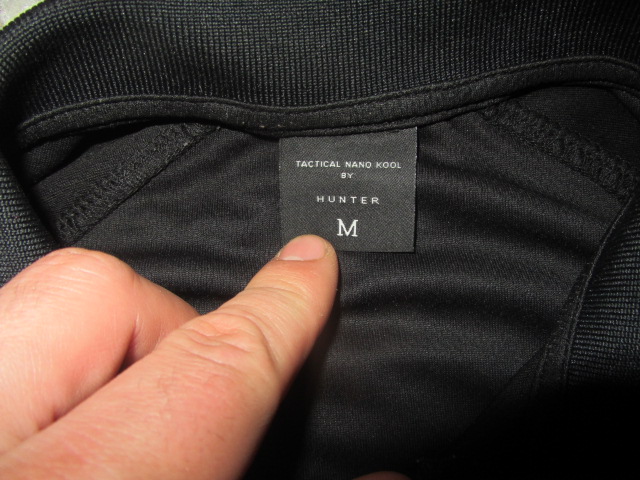 TACTICAL NANO KOOL
BY
HUNTER
M